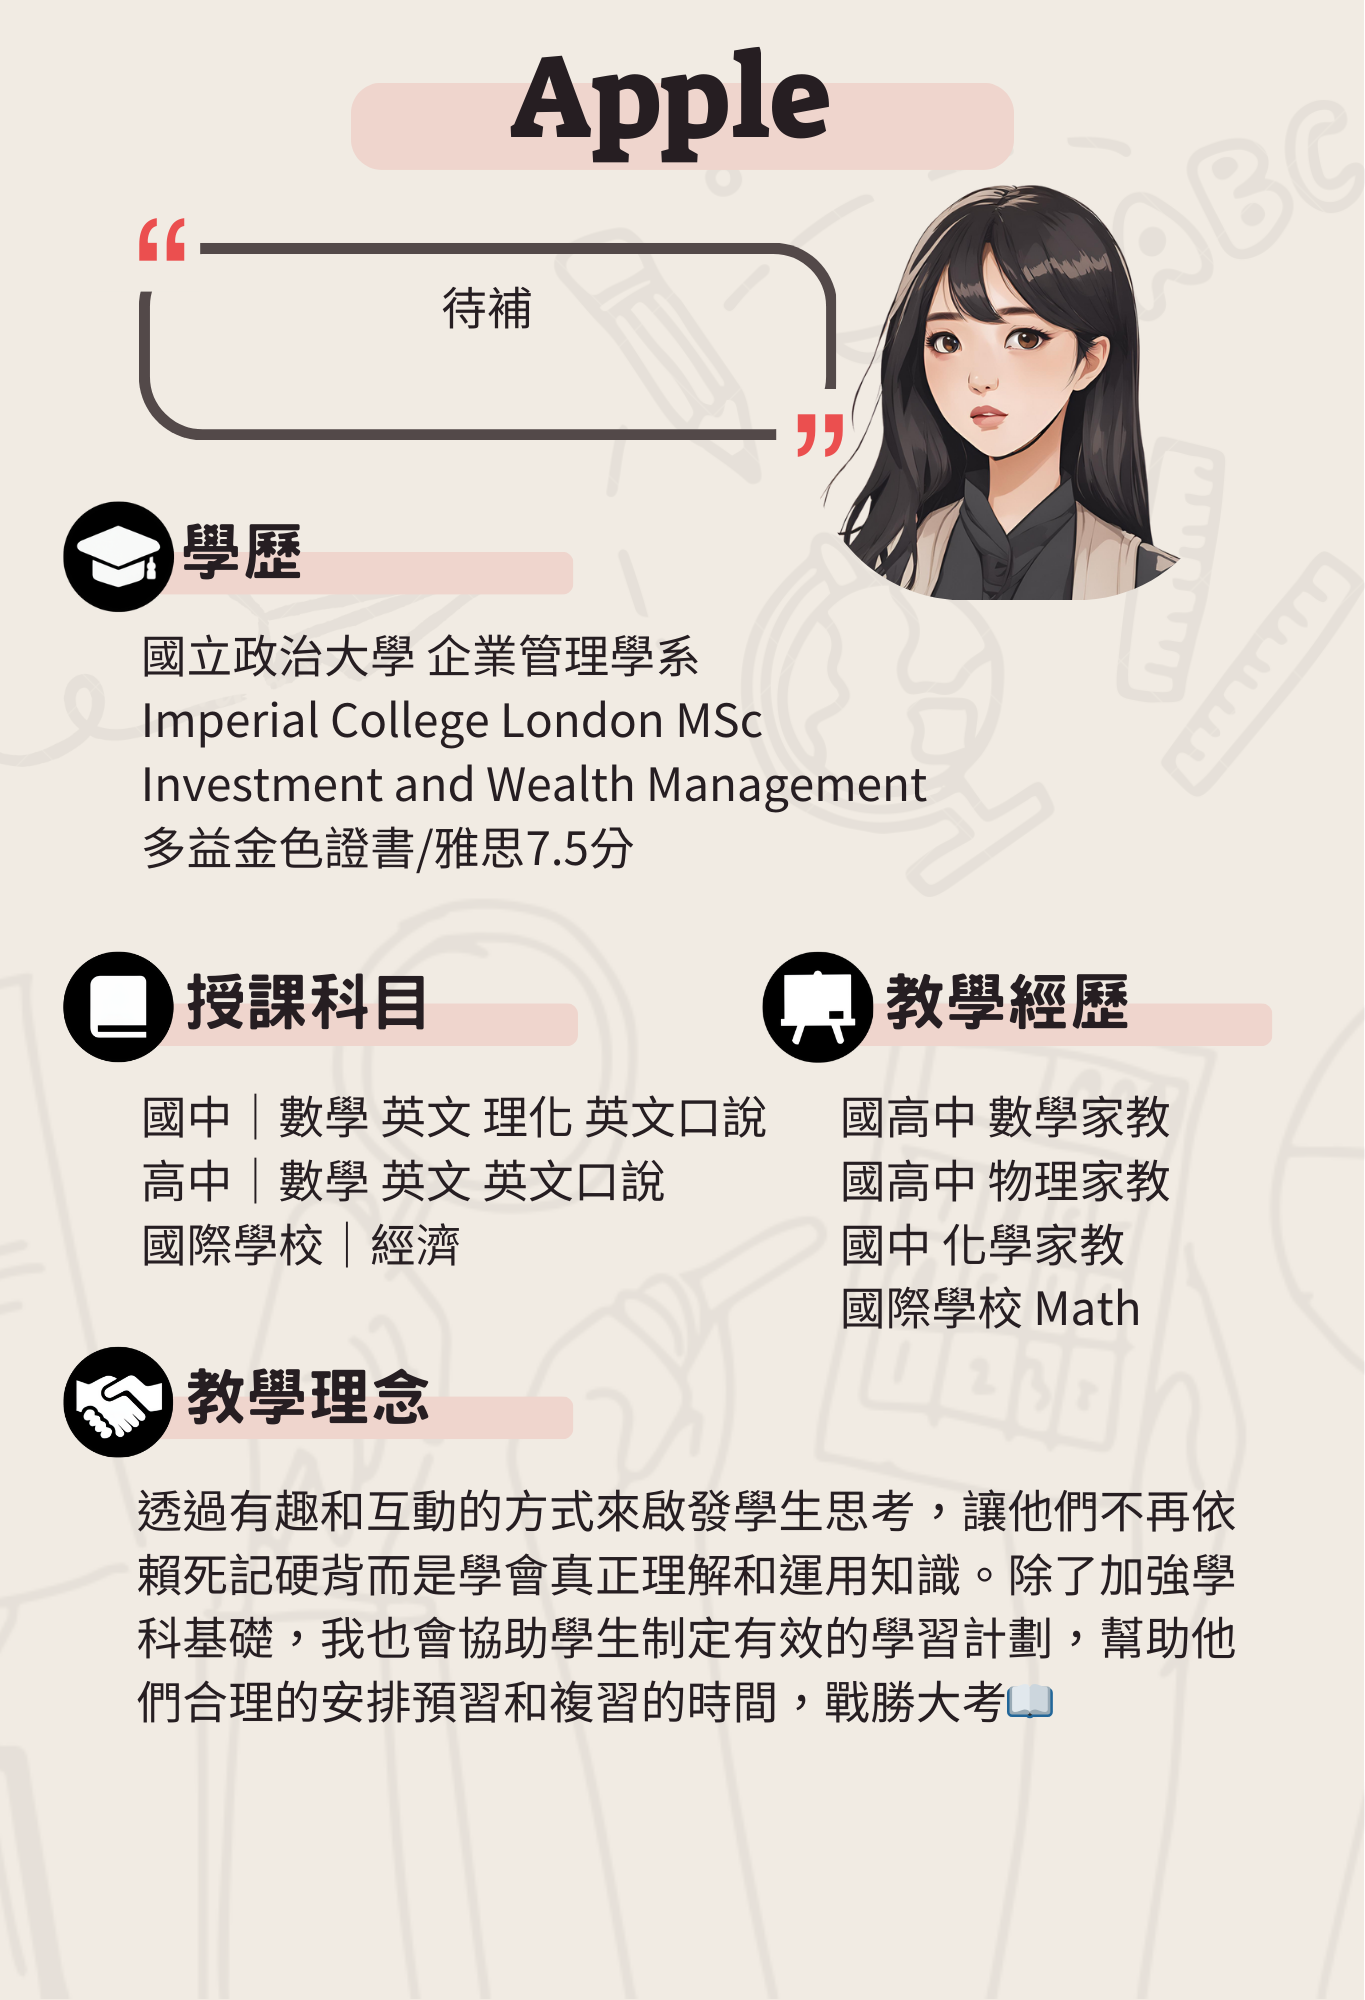 Apple
待補
學歷
國立政治大學 企業管理學系
Imperial College London MSc
Investment and Wealth Management
多益金色證書/雅思7.5分
授課科目
國中｜數學 英文 理化 英文口說
高中｜數學 英文 英文口說
國際學校｜經濟
教學經歷
國高中 數學家教
國高中 物理家教
國中 化學家教
國際學校 Math
教學理念
透過有趣和互動的方式來啟發學生思考，讓他們不再依
賴死記硬背而是學會真正理解和運用知識。除了加強學
科基礎，我也會協助學生制定有效的學習計劃，幫助他
們合理的安排預習和複習的時間，戰勝大考📖
ABC